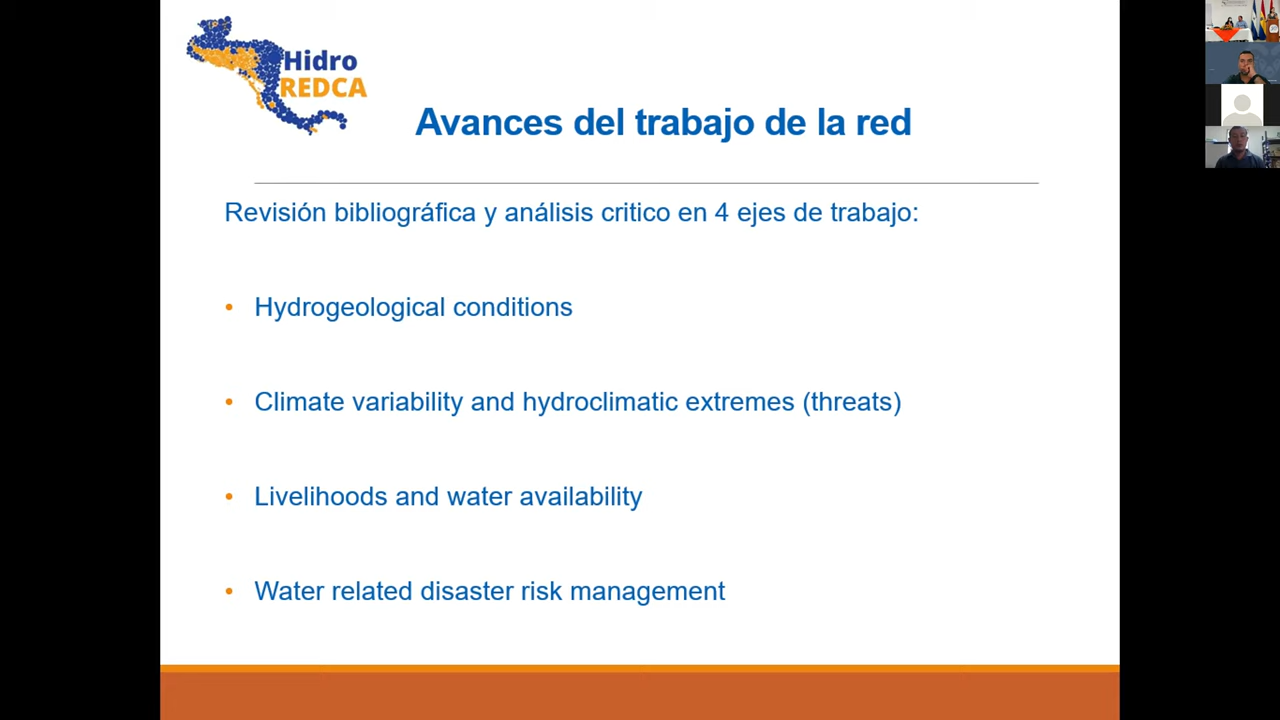 Hidro
REDCA
Avances del trabajo de la red
Revisión bibliográfica y análisis critico en 4 ejes de trabajo:
• Hydrogeological conditions
• Climate variability and hydroclimatic extremes (threats)
• Livelihoods and water availability
• Water related disaster risk management